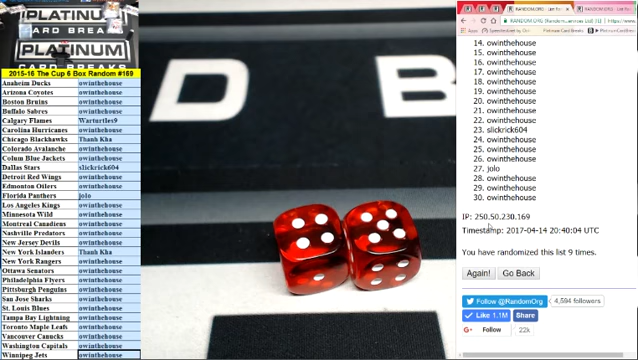 PLATINUM
CARD BREAKS
PLATINUM
CARD BREAKS
2015-16 The Cup 6 Box Random #169
Anaheim Ducks owinthehouse
Arizona Coyotes owinthehouse
Boston Bruins owinthehouse
Buffalo Sabres owinthehouse
Calgary Flames Warturtles9
Carolina Hurricanes owinthehouse
Chicago Blackhawks Thanh Kha
Colorado Avalanche owinthehouse
Colum Blue Jackets owinthehouse
Dallas Stars slickrick604
Detroit Red Wings owinthehouse
Edmonton Oilers owinthehouse
Florida Panthers jolo
Los Angeles Kings owinthehouse
Minnesota Wild owinthehouse
Montreal Canadiens owinthehouse
Nashville Predators owinthehouse
New Jersey Devils owinthehouse
New York Islanders Thanh Kha
New York Rangers owinthehouse
Ottawa Senators owinthehouse
Philadelphia Flyers owinthehouse
Pittsburgh Penguins owinthehouse
San Jose Sharks owinthehouse
St. Louis Blues owinthehouse
Tampa Bay Lightning owinthehouse
Toronto Maple Leafs owinthehouse
Vancouver Canucks owinthehouse
Washington Capitals owinthehouse
Winnipeg Jets owinthehouse
D B
14. owinthehouse
15. owinthehouse
16. owinthehouse
17. owinthehouse
18. owinthehouse
19. owinthehouse
20. owinthehouse
21. owinthehouse
22. owinthehouse
23. slickrick604
24. owinthehouse
25. owinthehouse
26. owinthehouse
27. jolo
28. owinthehouse
29. owinthehouse
30. owinthehouse
IP: 250.50.230.169
Timestamp: 2017-04-14 20:40:04 UTC
You have randomized this list 9 times.
Again! Go Back
Follow @RandomOrg 4,594 followers
Like 1.1M Share
Follow 22k